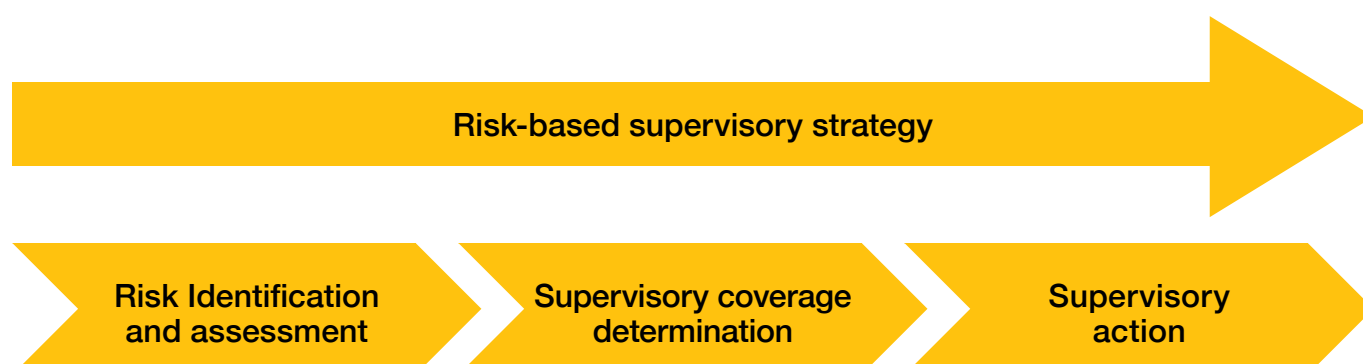 Risk-based supervisory strategy
Risk Identification
and assessment
Supervisory coverage
determination
Supervisory
action